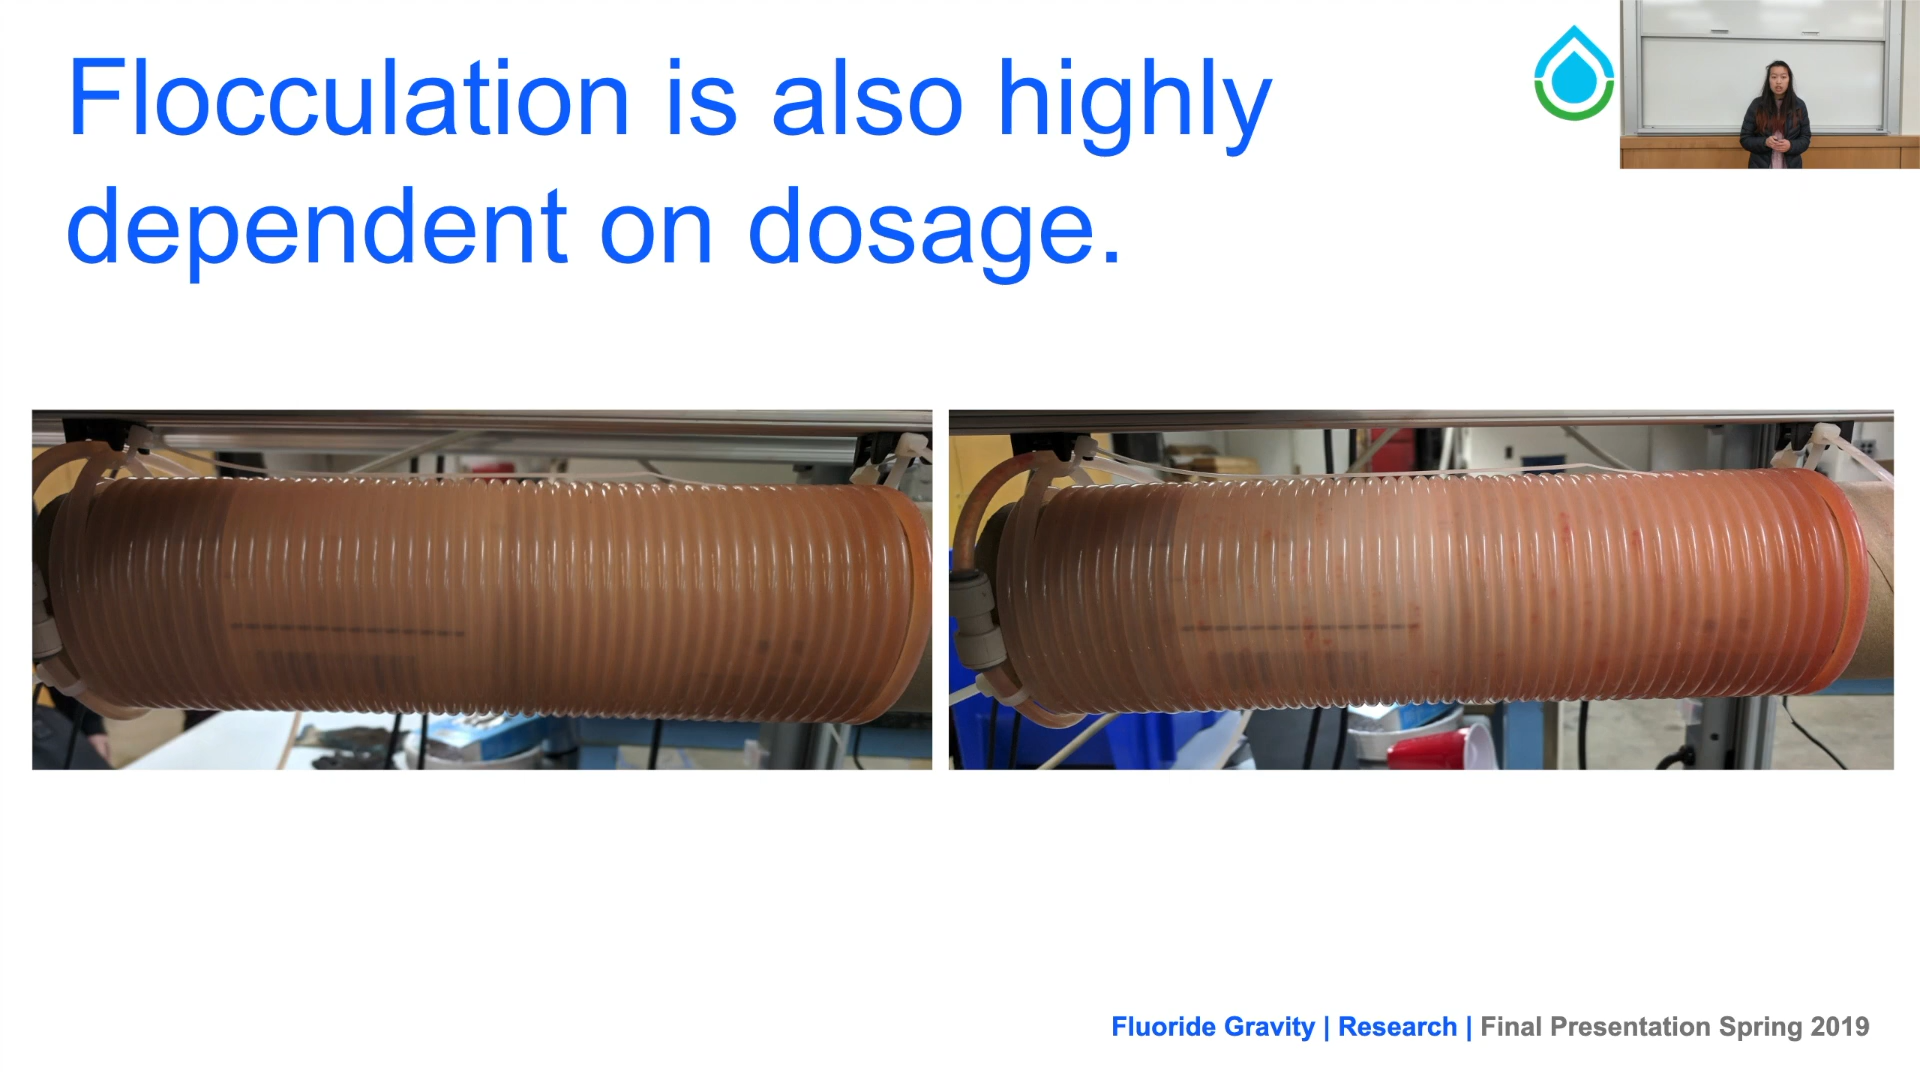 Flocculation is also highly
dependent on dosage.
Fluoride Gravity | Research | Final Presentation Spring 2019